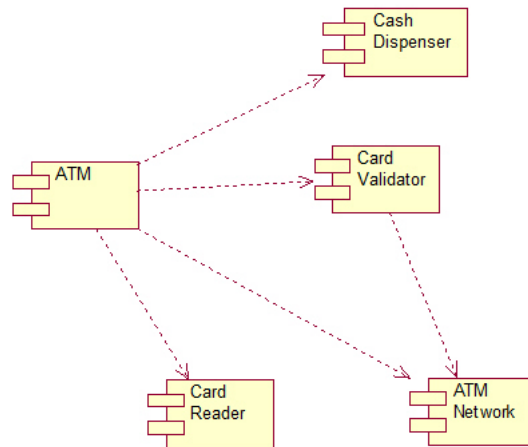 Cash
Dispenser
ATM
Card
Validator
Card
Reader
ATM
Network